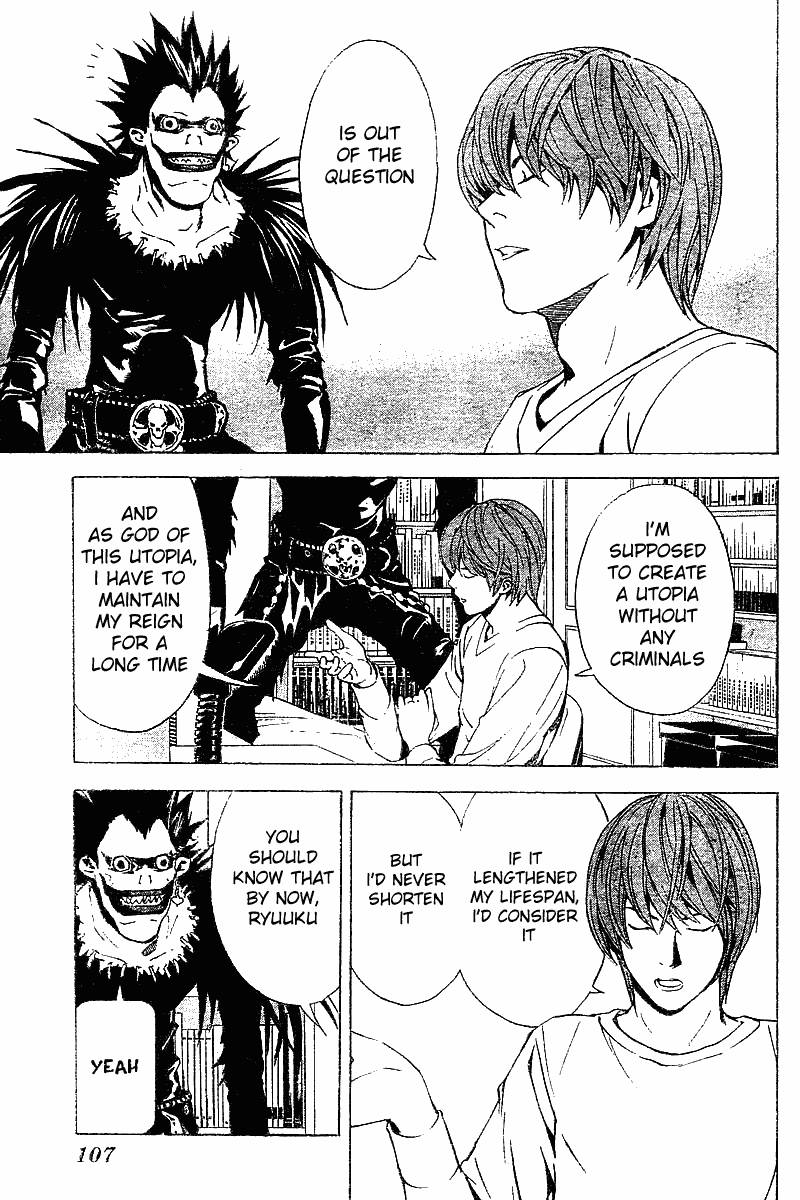 IS OUT
OF THE
QUESTION
I'M
SUPPOSED
TO CREATE
A UTOPIA
WITHOUT
ANY
CRIMINALS
AND
AS GOD OF
THIS UTOPIA,
I HAVE TO
MAINTAIN
MY REIGN
FOR A
LONG TIME
IF IT
LENGTHENED
MY LIFESPAN,
I'D CONSIDER
IT
BUT
I'D NEVER
SHORTEN
IT
YOU
SHOULD
KNOW THAT
BY NOW,
RYUUKU
YEAH
107